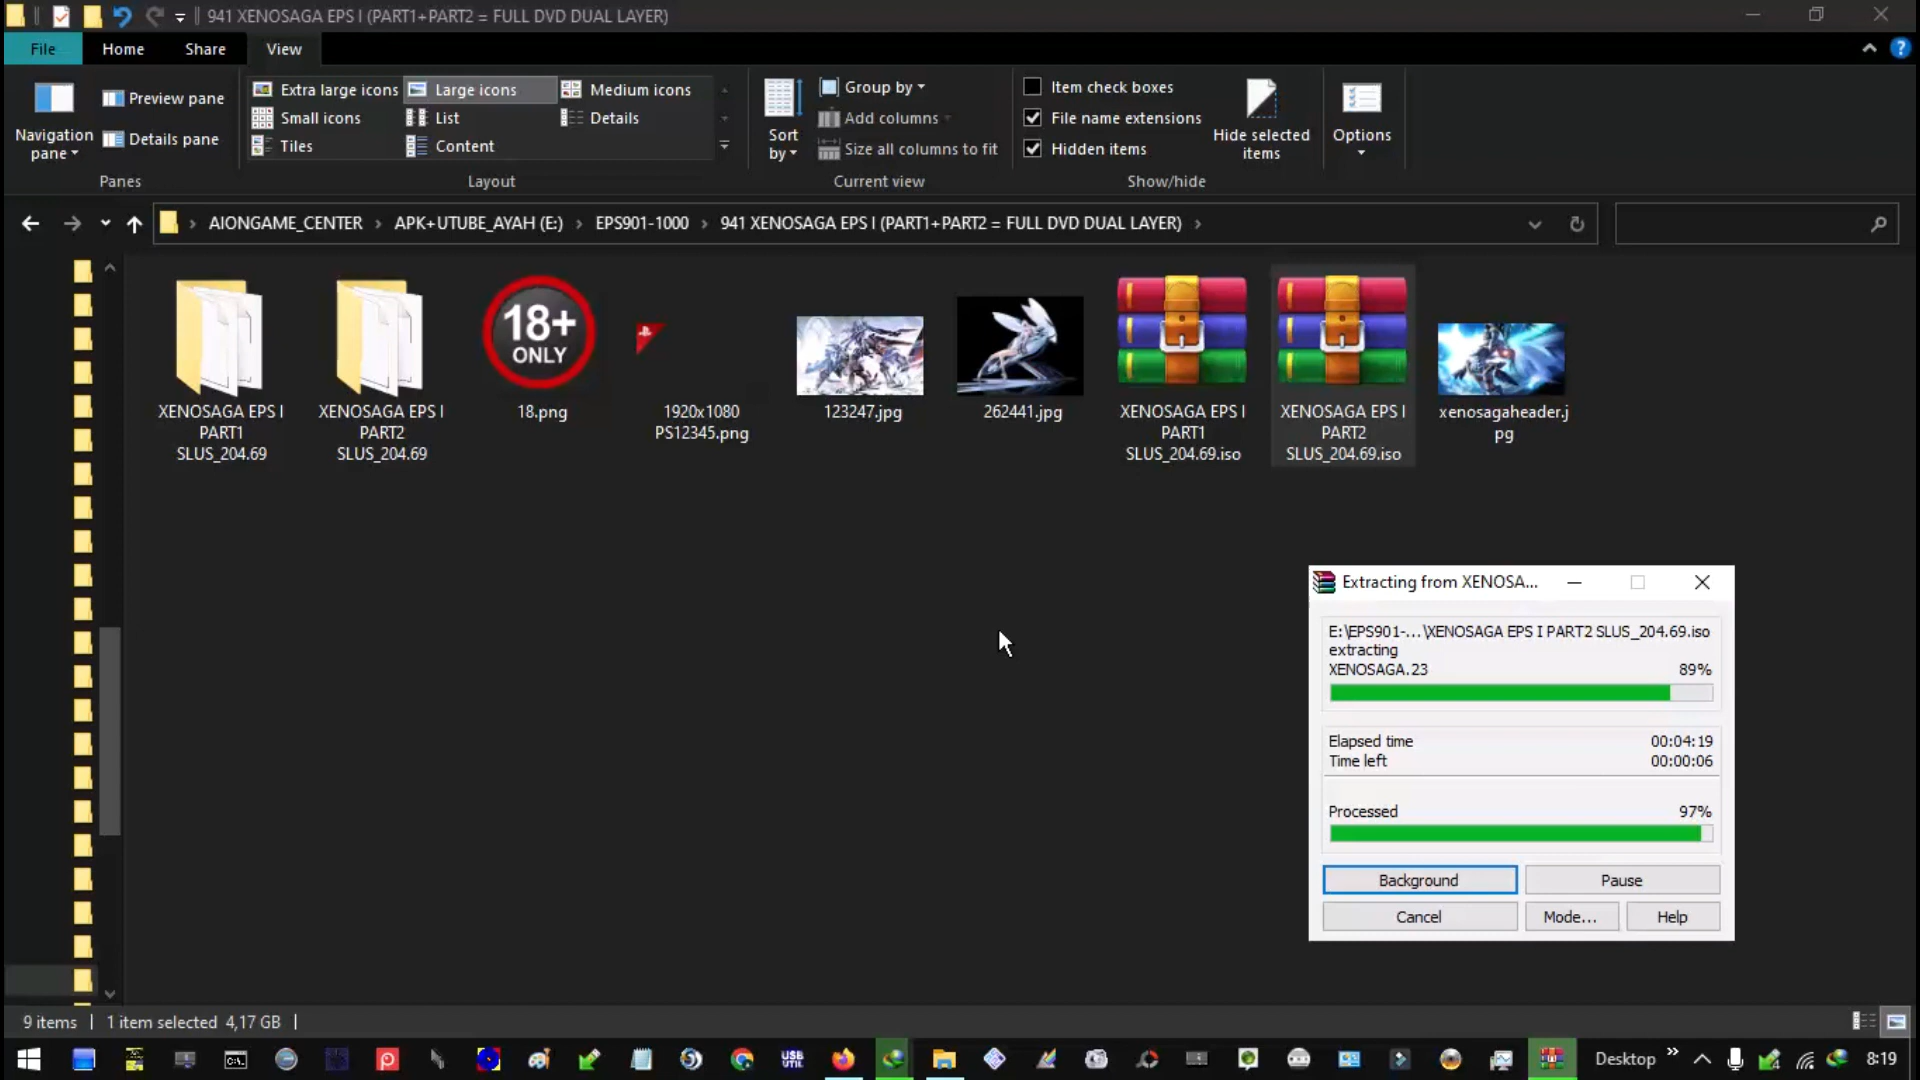 941 XENOSAGA EPS I (PART1+PART2 = FULL DVD DUAL LAYER)
File
Home
Share
View
Navigation pane
Preview pane
Details pane
Panes
Extra large icons
Large icons
Medium icons
Small icons
List
Details
Tiles
Content
Layout
Sort by
Group by
Add columns
Size all columns to fit
Current view
Item check boxes
File name extensions
Hidden items
Hide selected items
Show/hide
Options
AIONGAME_CENTER
APK+UTUBE_AYAH (E:)
EPS901-1000
941 XENOSAGA EPS I (PART1+PART2 = FULL DVD DUAL LAYER)
18+
ONLY
XENOSAGA EPS I
PART1
SLUS_204.69
XENOSAGA EPS I
PART2
SLUS_204.69
18.png
1920x1080
PS12345.png
123247.jpg
262441.jpg
XENOSAGA EPS I
PART1
SLUS_204.69.iso
XENOSAGA EPS I
PART2
SLUS_204.69.iso
xenosagaheader.j
pg
Extracting from XENOSA...
E:\EPS901-...\XENOSAGA EPS I PART2 SLUS_204.69.iso
extracting
XENOSAGA.23 89%
Elapsed time 00:04:19
Time left 00:00:06
Processed 97%
Background
Pause
Cancel
Mode...
Help
9 items
1 item selected 4,17 GB
USB
UTIL
Desktop
8:19